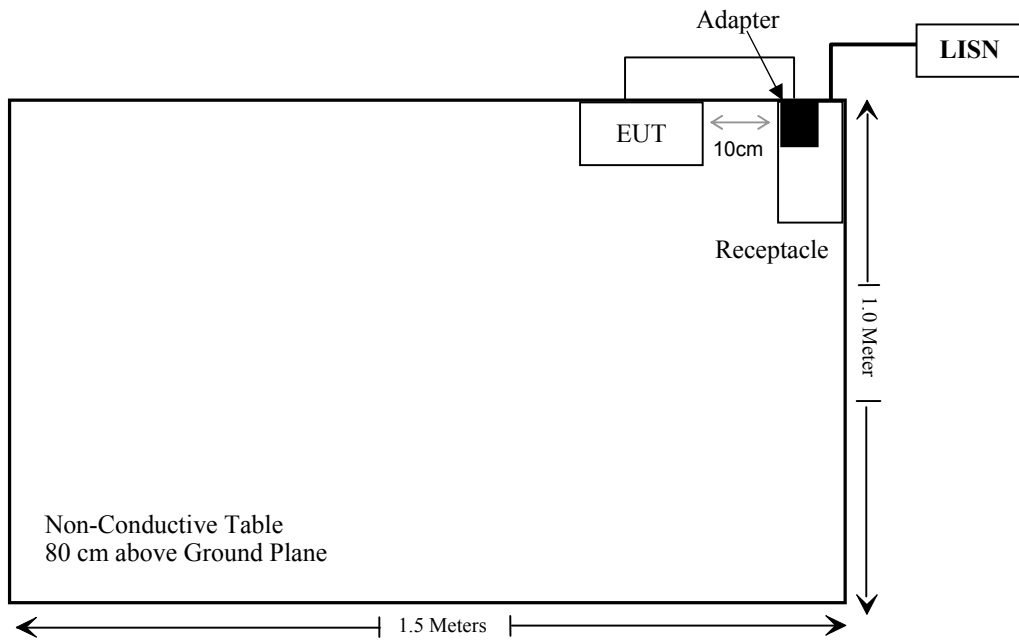 Adapter
LISN
EUT
10cm
Receptacle
1.0 Meter
Non-Conductive Table
80 cm above Ground Plane
1.5 Meters